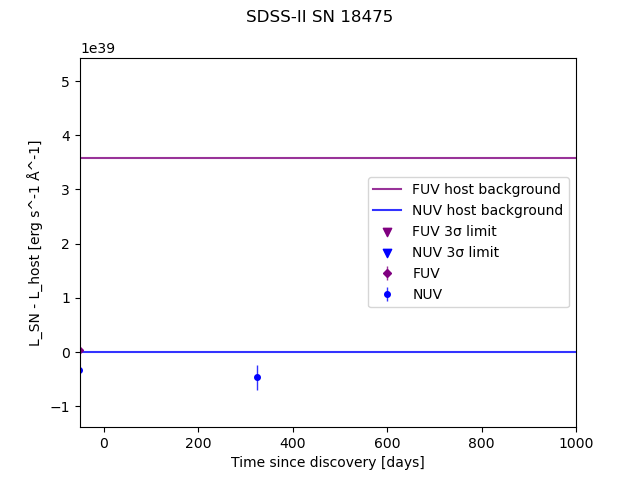 SDSS-II SN 18475
1e39
5
4
3
2
1
0
−1
L_SN - L_host [erg s^-1 Å^-1]
FUV host background
NUV host background
FUV 3σ limit
NUV 3σ limit
FUV
NUV
0 200 400 600 800 1000
Time since discovery [days]